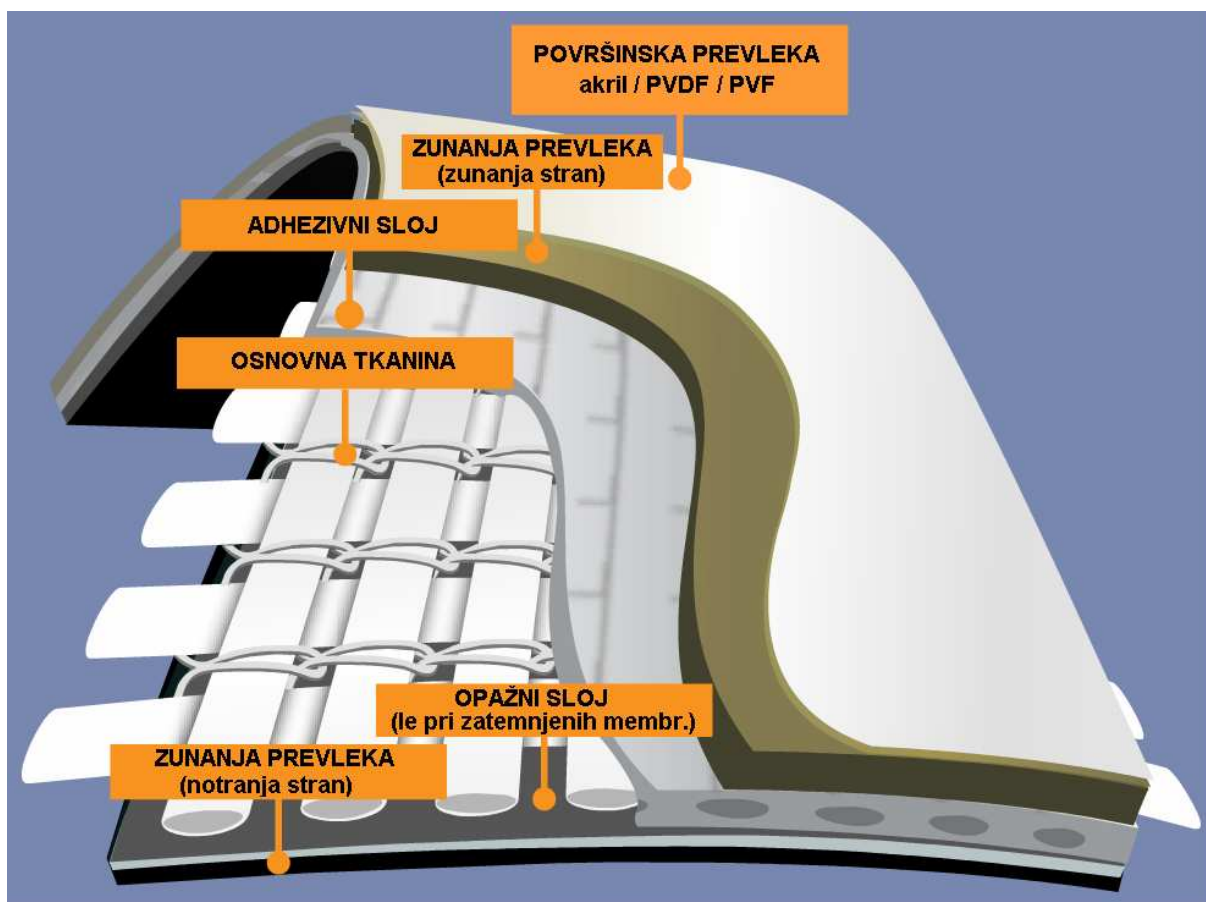 POVRŠINSKA PREVLEKA
akril / PVDF / PVF
ZUNANJA PREVLEKA
(zunanja stran)
ADHEZIVNI SLOJ
OSNOVNA TKANINA
OPAŽNI SLOJ
(le pri zatemnjenih membr.)
ZUNANJA PREVLEKA
(notranja stran)